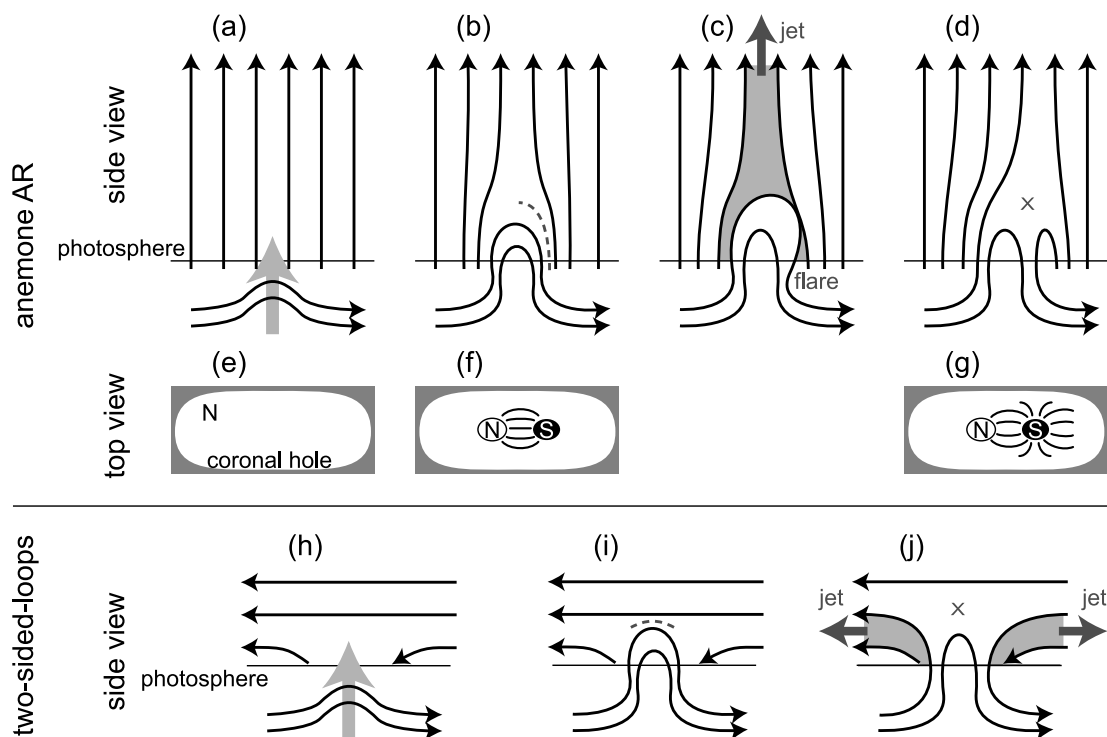 (a)
(b)
(c)
(d)
jet
side view
photosphere
flare
anemone AR
(e)
(f)
(g)
N
coronal hole
N S
N S
top view
(h)
(i)
(j)
jet
x
jet
x
side view
photosphere
two-sided-loops